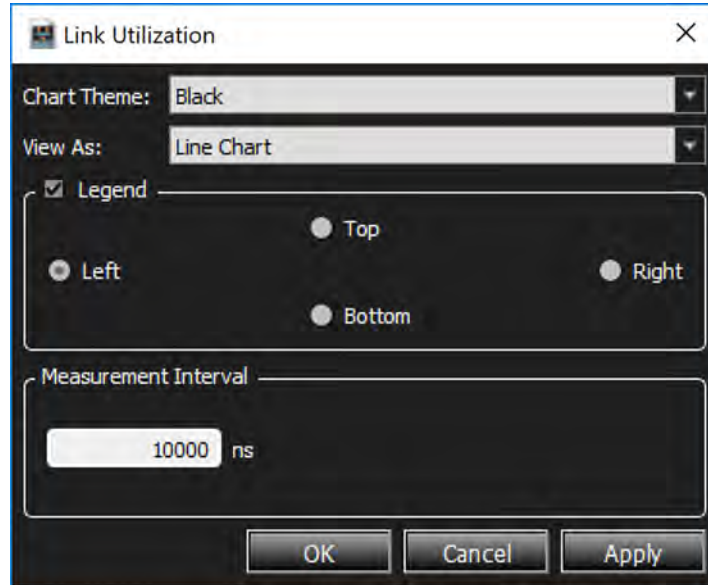 Link Utilization
Chart Theme: Black
View As: Line Chart
Legend
Top
Left Right
Bottom
Measurement Interval
10000 ns
OK Cancel Apply